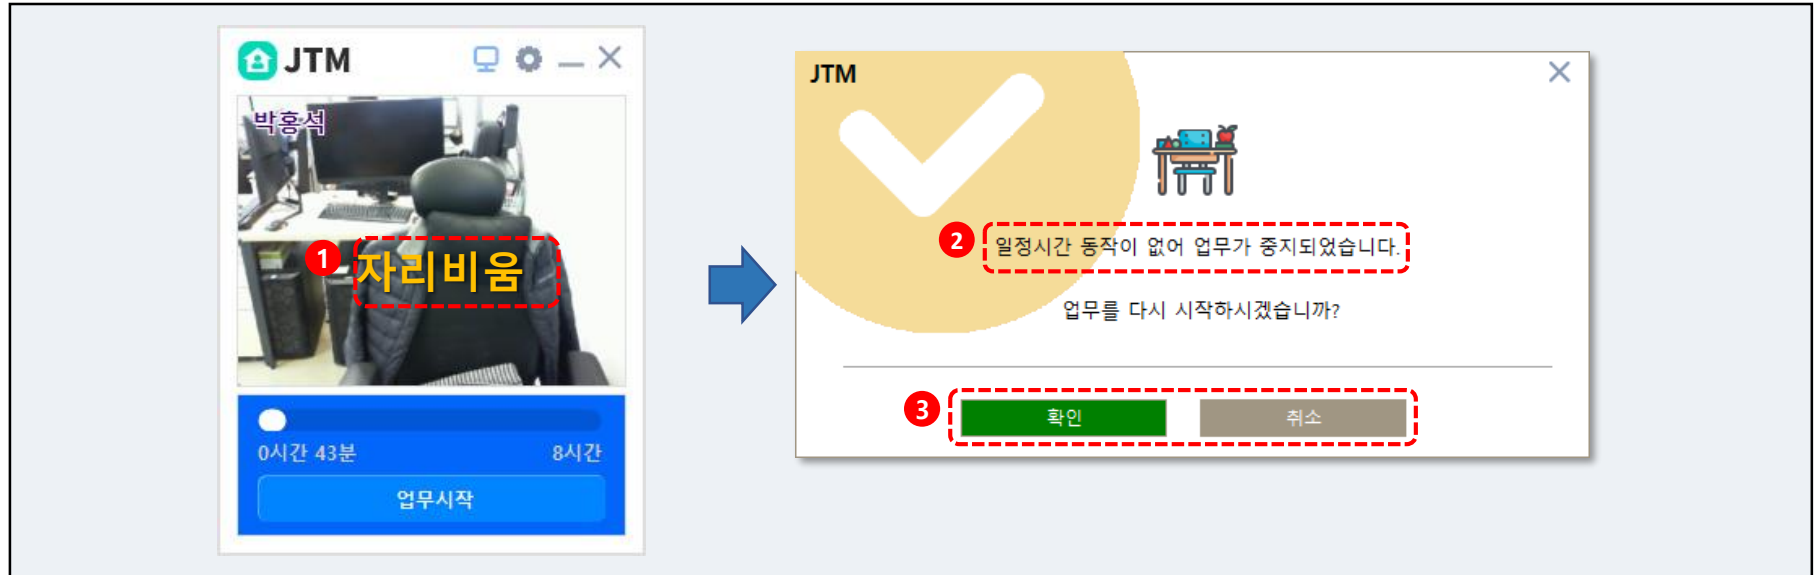 JTM
박홍석
1 자리비움
0시간 43분 8시간
업무시작
JTM
2 일정시간 동작이 없어 업무가 중지되었습니다.
업무를 다시 시작하시겠습니까?
3 확인 취소